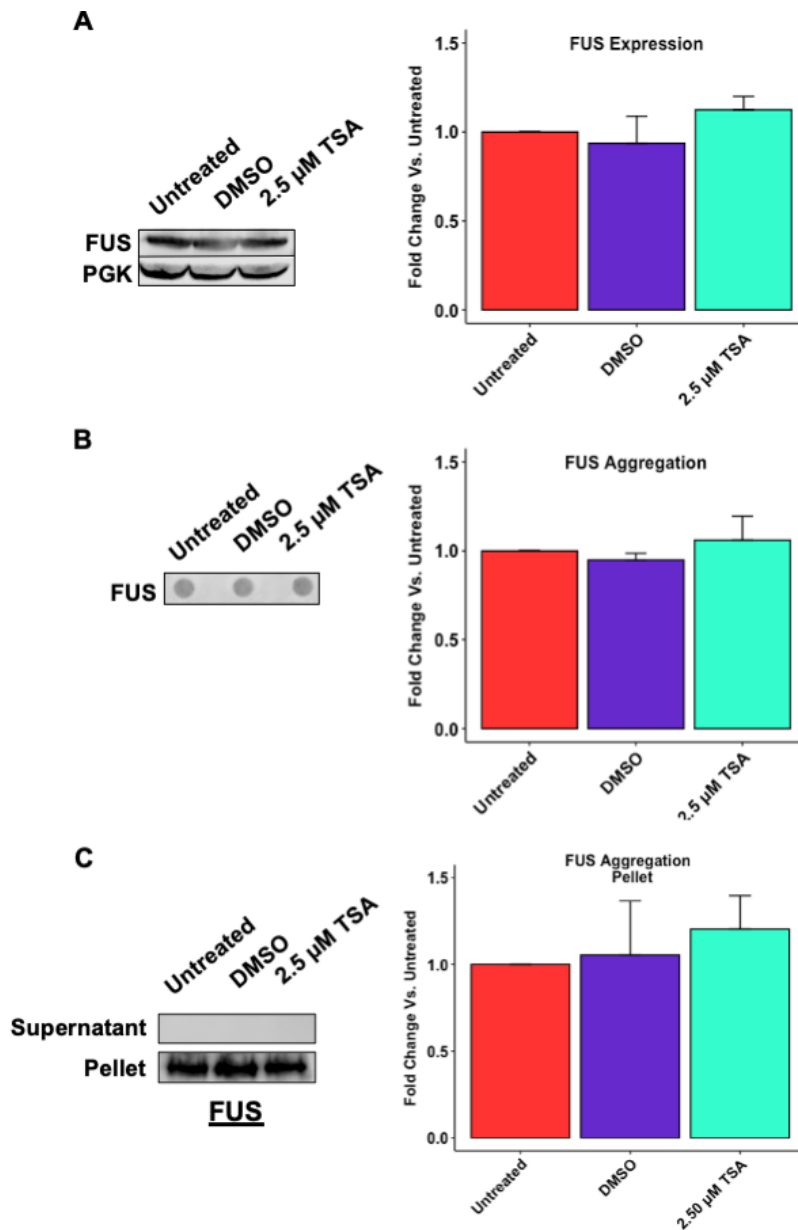 A
Untreated
DMSO
2.5 µM TSA
FUS
PGK
FUS Expression
Fold Change Vs. Untreated
1.5
1.0
0.5
0.0
Untreated
DMSO
2.5 µM TSA
B
Untreated
DMSO
2.5 µM TSA
FUS
FUS Aggregation
Fold Change Vs. Untreated
1.5
1.0
0.5
0.0
Untreated
DMSO
2.5 µM TSA
C
Untreated
DMSO
2.5 µM TSA
Supernatant
Pellet
FUS
FUS Aggregation
Pellet
Fold Change Vs. Untreated
1.5
1.0
0.5
0.0
Untreated
DMSO
2.50 µM TSA